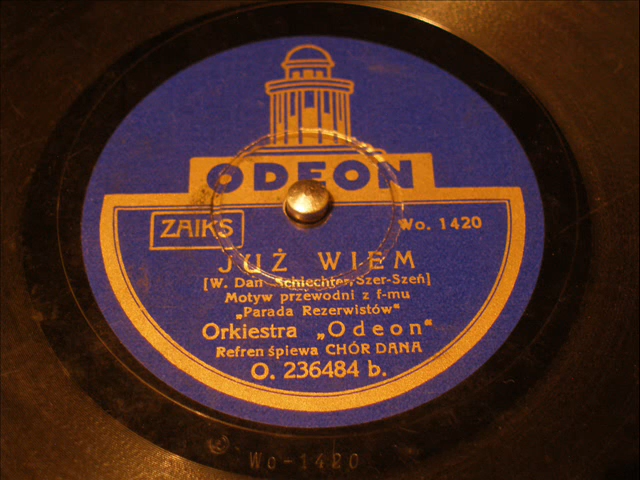 ODEON
ZAIKS
Wo. 1420
JUŻ WIEM
[W. Dan Schlechter, Szer-Szeń]
Motyw przewodni z f-mu
„Parada Rezerwistów“
Orkiestra „Odeon“
Refren śpiewa CHÓR DANA
O. 236484 b.
Wo-1420